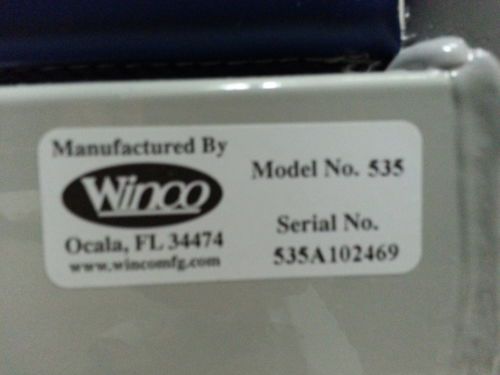 Manufactured By
Winco
Ocala, FL 34474
www.wincomfg.com
Model No. 535
Serial No.
535A102469